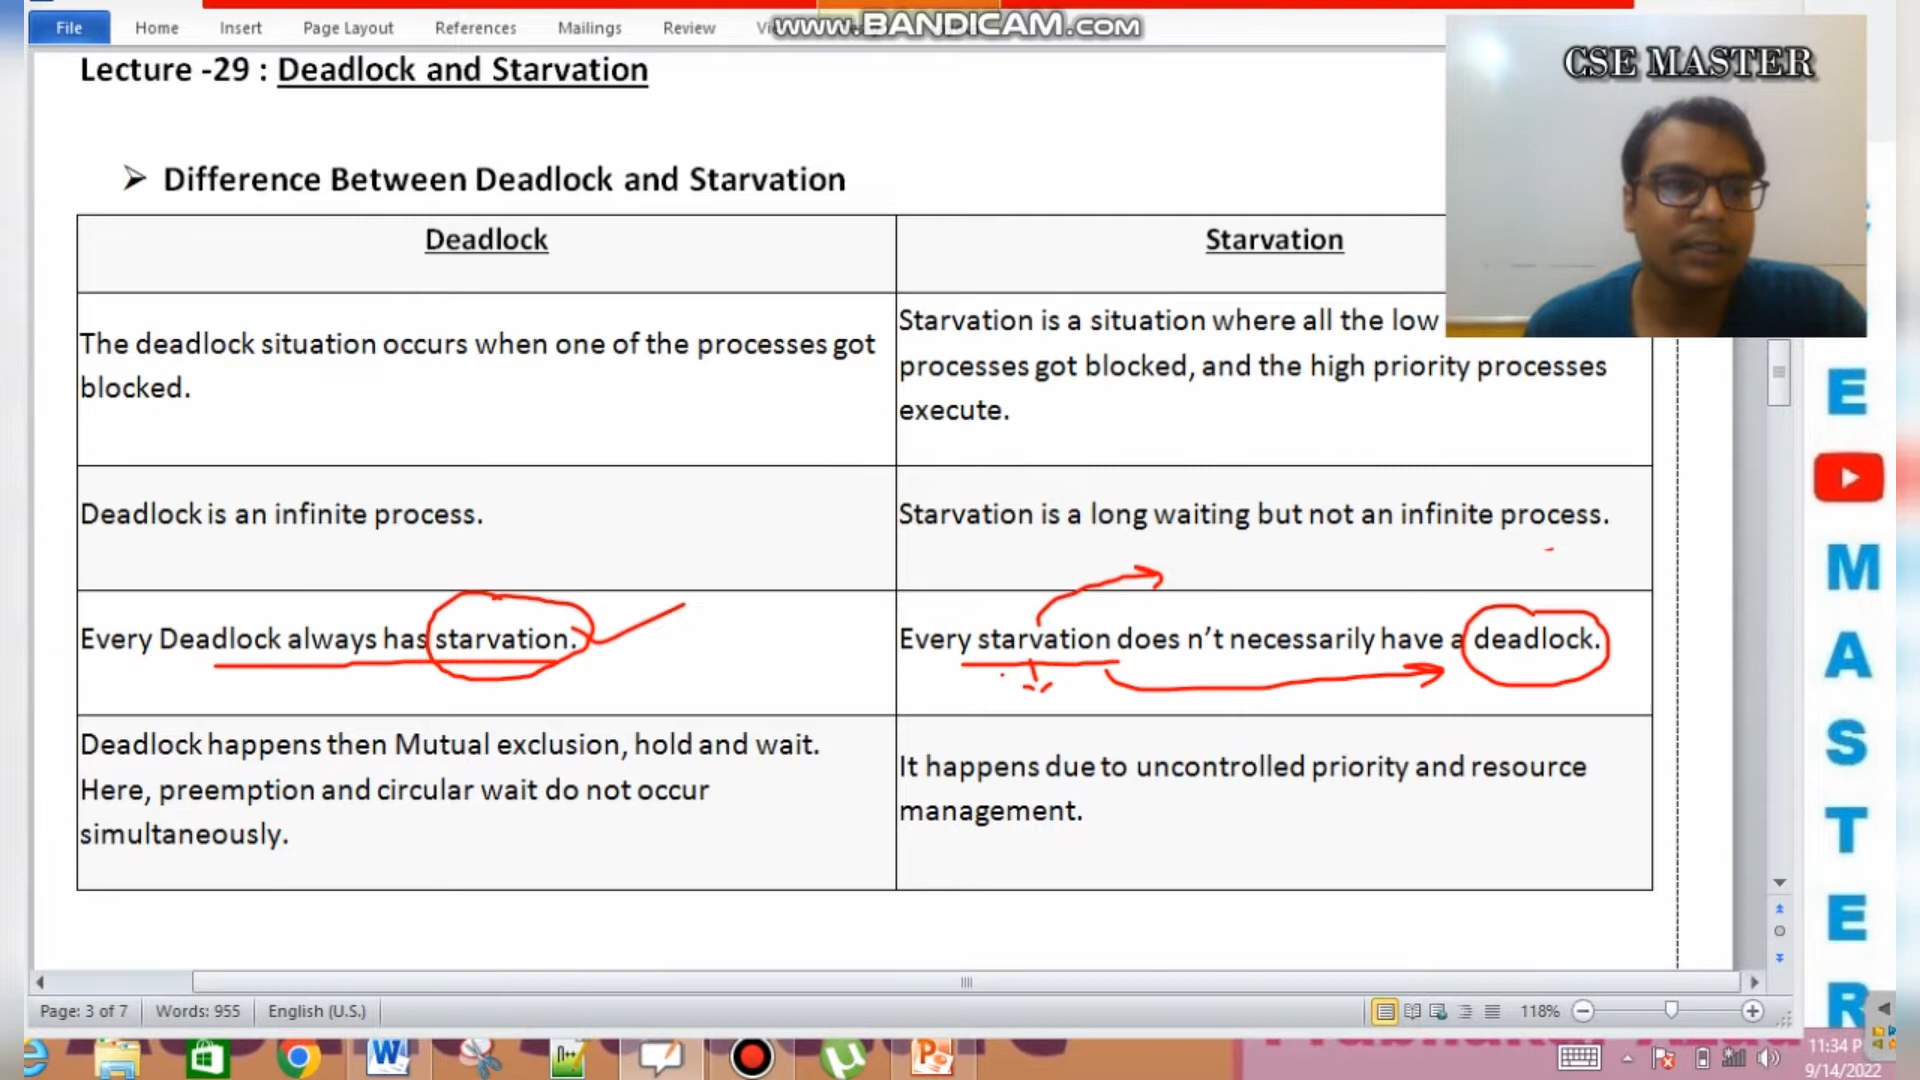 www.BANDICAM.com
File Home Insert Page Layout References Mailings Review
CSE MASTER
Lecture -29 : Deadlock and Starvation
➢ Difference Between Deadlock and Starvation
Deadlock
Starvation
The deadlock situation occurs when one of the processes got
blocked.
Starvation is a situation where all the low
processes got blocked, and the high priority processes
execute.
Deadlock is an infinite process.
Starvation is a long waiting but not an infinite process.
Every Deadlock always has starvation.
Every starvation does n’t necessarily have a deadlock.
Deadlock happens then Mutual exclusion, hold and wait.
Here, preemption and circular wait do not occur
simultaneously.
It happens due to uncontrolled priority and resource
management.
E
M
A
S
T
E
R
Page: 3 of 7 Words: 955 English (U.S.) 118%
11:34 P
9/14/2022